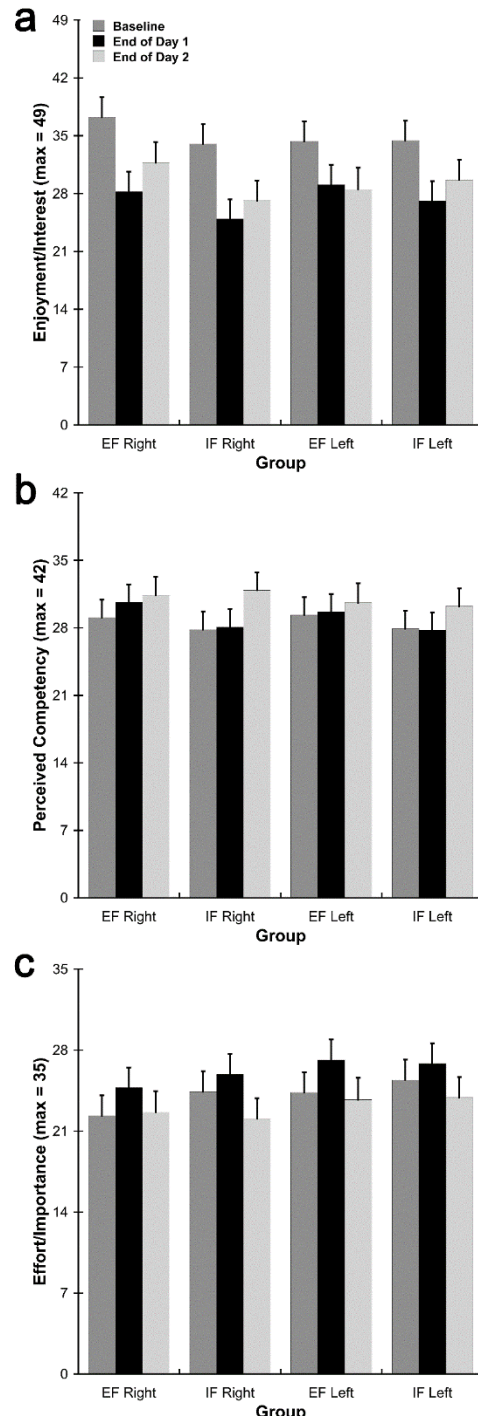 a
Baseline
End of Day 1
End of Day 2
Enjoyment/Interest (max = 49)
49
42
35
28
21
14
7
0
EF Right IF Right EF Left IF Left
Group
b
Perceived Competency (max = 42)
42
35
28
21
14
7
0
EF Right IF Right EF Left IF Left
Group
c
Effort/Importance (max = 35)
35
28
21
14
7
0
EF Right IF Right EF Left IF Left
Group